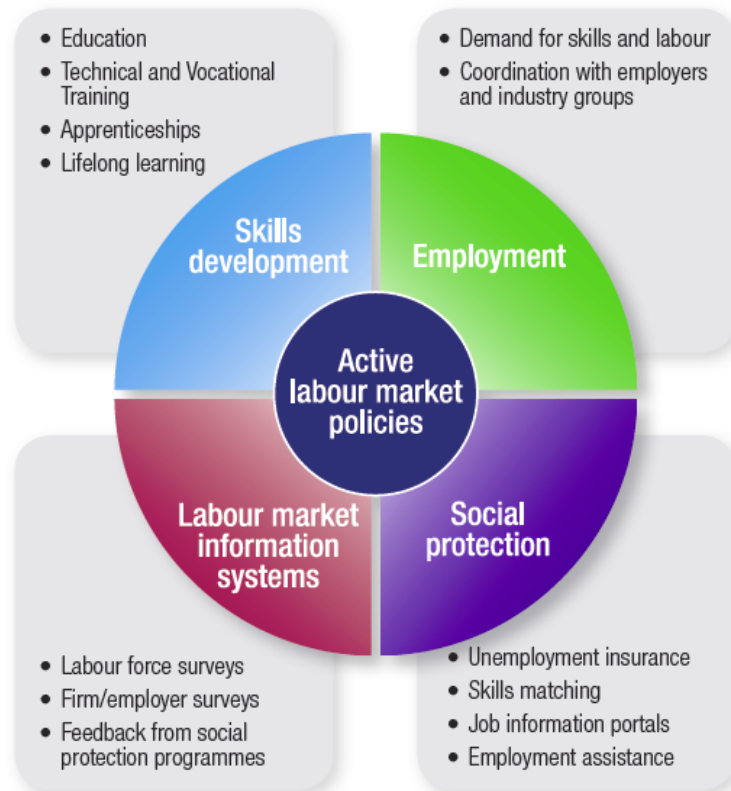 • Education
• Technical and Vocational
Training
• Apprenticeships
• Lifelong learning
• Demand for skills and labour
• Coordination with employers
and industry groups
Skills
development
Employment
Active
labour market
policies
Labour market
information
systems
Social
protection
• Labour force surveys
• Firm/employer surveys
• Feedback from social
protection programmes
• Unemployment insurance
• Skills matching
• Job information portals
• Employment assistance